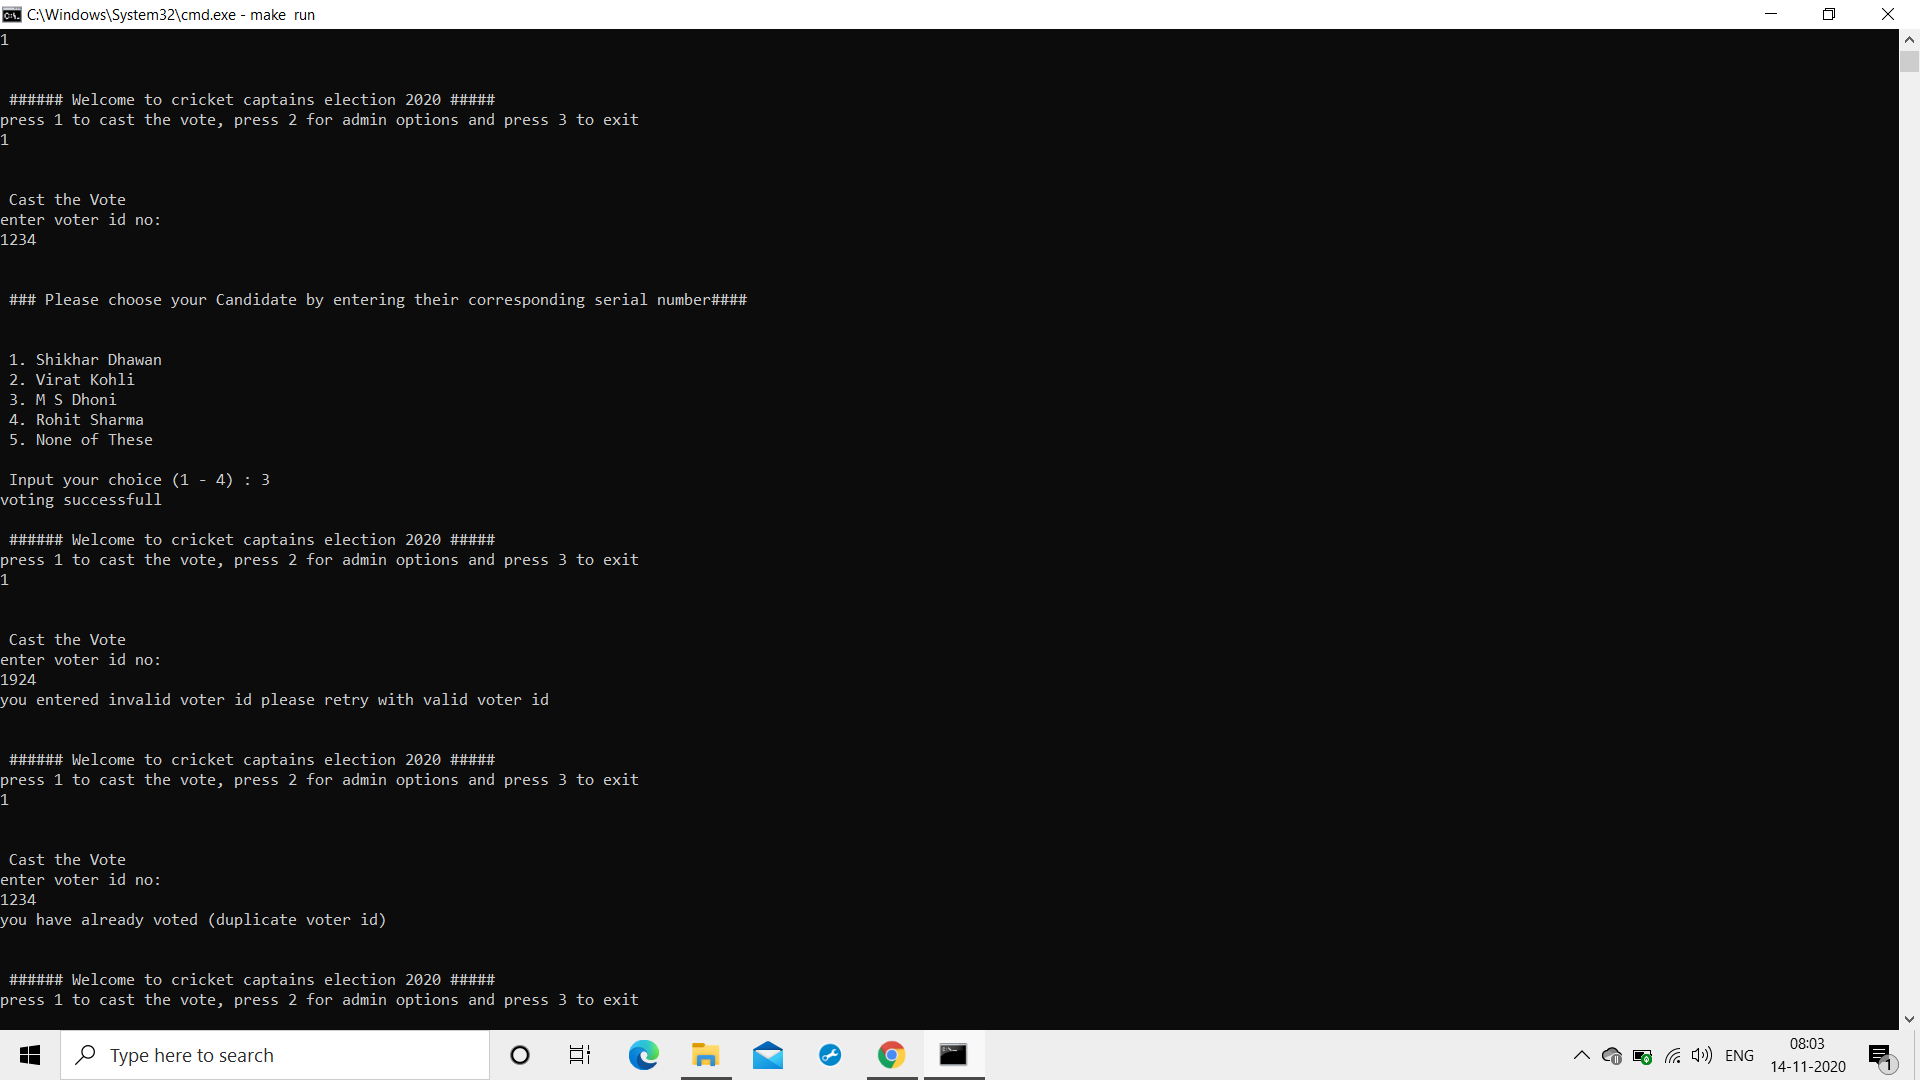 C:\Windows\System32\cmd.exe - make  run
1
###### Welcome to cricket captains election 2020 #####
press 1 to cast the vote, press 2 for admin options and press 3 to exit
1
Cast the Vote
enter voter id no:
1234
### Please choose your Candidate by entering their corresponding serial number####
1. Shikhar Dhawan
2. Virat Kohli
3. M S Dhoni
4. Rohit Sharma
5. None of These
Input your choice (1 - 4) : 3
voting successfull
###### Welcome to cricket captains election 2020 #####
press 1 to cast the vote, press 2 for admin options and press 3 to exit
1
Cast the Vote
enter voter id no:
1924
you entered invalid voter id please retry with valid voter id
###### Welcome to cricket captains election 2020 #####
press 1 to cast the vote, press 2 for admin options and press 3 to exit
1
Cast the Vote
enter voter id no:
1234
you have already voted (duplicate voter id)
###### Welcome to cricket captains election 2020 #####
press 1 to cast the vote, press 2 for admin options and press 3 to exit
Type here to search
ENG
08:03
14-11-2020
1